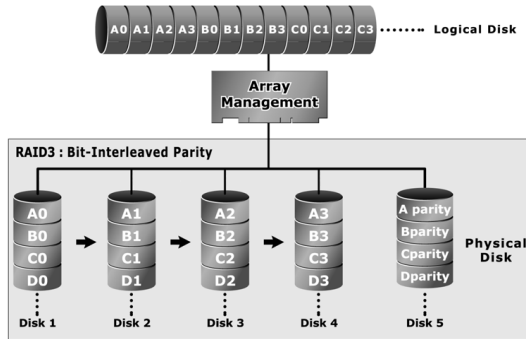 A0 A1 A2 A3 B0 B1 B2 B3 C0 C1 C2 C3
Logical Disk
Array
Management
RAID3 : Bit-Interleaved Parity
A0 A1 A2 A3 A parity
B0 B1 B2 B3 Bparity
C0 C1 C2 C3 Cparity
D0 D1 D2 D3 Dparity
Physical
Disk
Disk 1 Disk 2 Disk 3 Disk 4 Disk 5